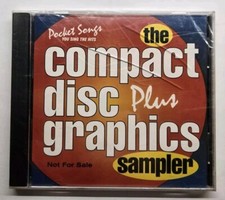 Pocket Songs
YOU SING THE HITS
the
compact
disc Plus
graphics
sampler
Not For Sale